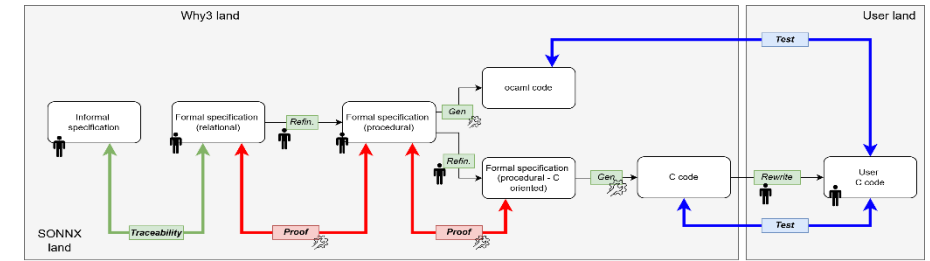 Why3 land
User land
Test
ocaml code
Gen
Informal
specification
Formal specification
(relational)
Refin.
Formal specification
(procedural)
Refin.
Formal specification
(procedural - C
oriented)
Gen
C code
Rewrite
User
C code
SONNX
land
Traceability
Proof
Proof
Test